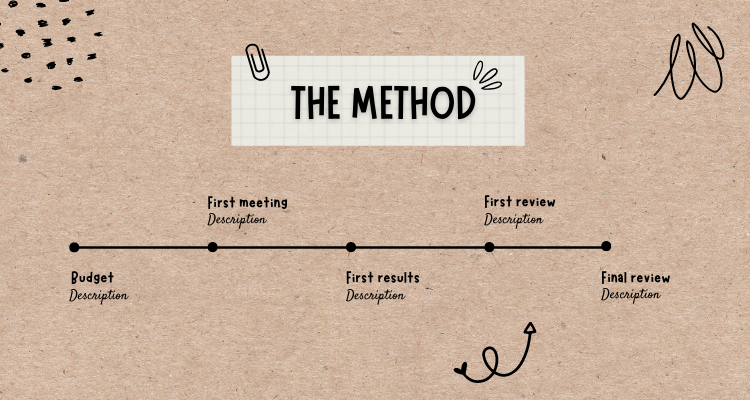 THE METHOD
Budget
Description
First meeting
Description
First results
Description
First review
Description
Final review
Description